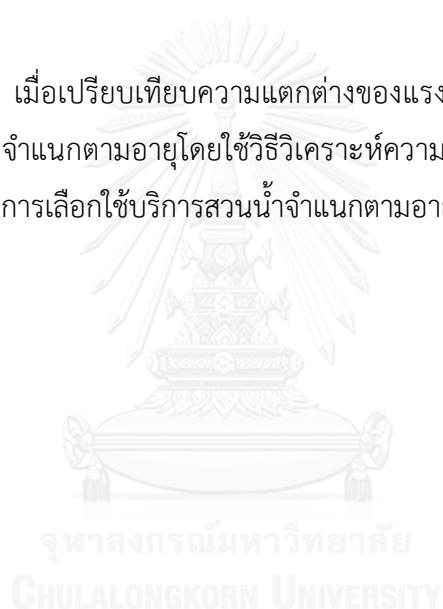 เมื่อเปรียบเทียบความแตกต่างของแรง
จำแนกตามอายุโดยใช้วิธีวิเคราะห์ความ
การเลือกใช้บริการสวนน้ำจำแนกตามอา
จุฬาลงกรณ์มหาวิทยาลัย
CHULALONGKORN UNIVERSITY